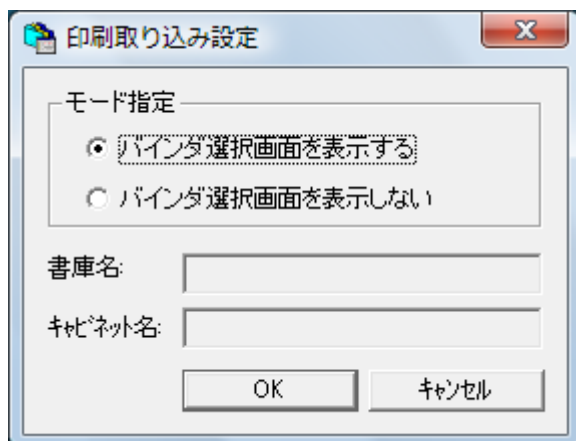 印刷取り込み設定
モード指定
バインダ選択画面を表示する
バインダ選択画面を表示しない
書庫名:
ｷｬﾋﾞﾈｯﾄ名:
OK
ｷｬﾝｾﾙ